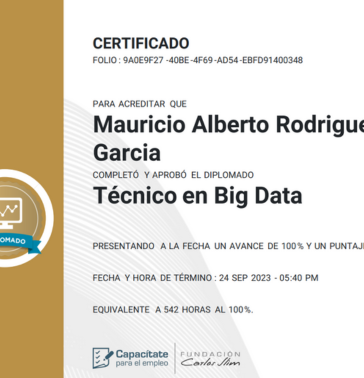 CERTIFICADO
FOLIO : 9A0E9F27 -40BE -4F69 -AD54 -EBFD91400348
PARA ACREDITAR QUE
Mauricio Alberto Rodrigue
Garcia
COMPLETÓ Y APROBÓ EL DIPLOMADO
Técnico en Big Data
OMADO
PRESENTANDO A LA FECHA UN AVANCE DE 100% Y UN PUNTAJ
FECHA Y HORA DE TÉRMINO : 24 SEP 2023 - 05:40 PM
EQUIVALENTE A 542 HORAS AL 100%.
Capacítate
para el empleo
FUNDACIÓN
Carlos Slim